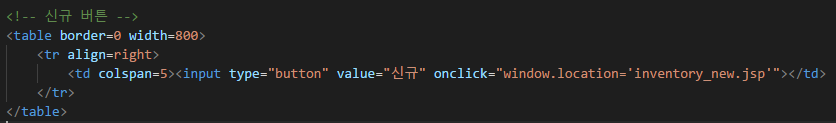 <!-- 신규 버튼 -->
<table border=0 width=800>
<tr align=right>
<td colspan=5><input type="button" value="신규" onclick="window.location='inventory_new.jsp'"></td>
</tr>
</table>